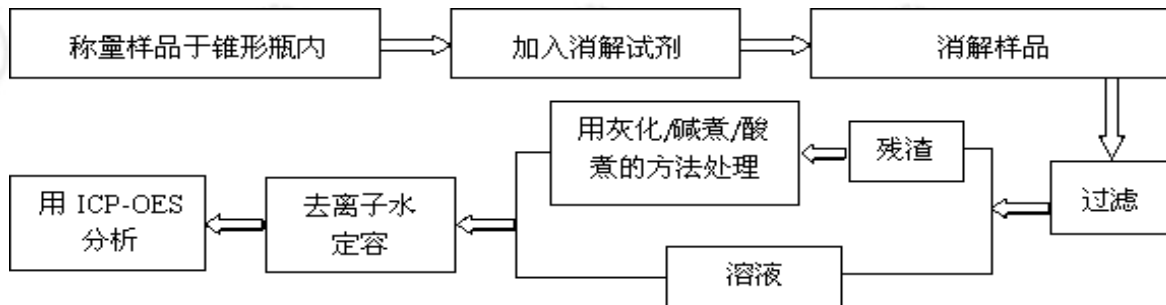 称量样品于锥形瓶内
加入消解试剂
消解样品
过滤
残渣
用灰化/碱煮/酸
煮的方法处理
溶液
去离子水
定容
用 ICP-OES
分析